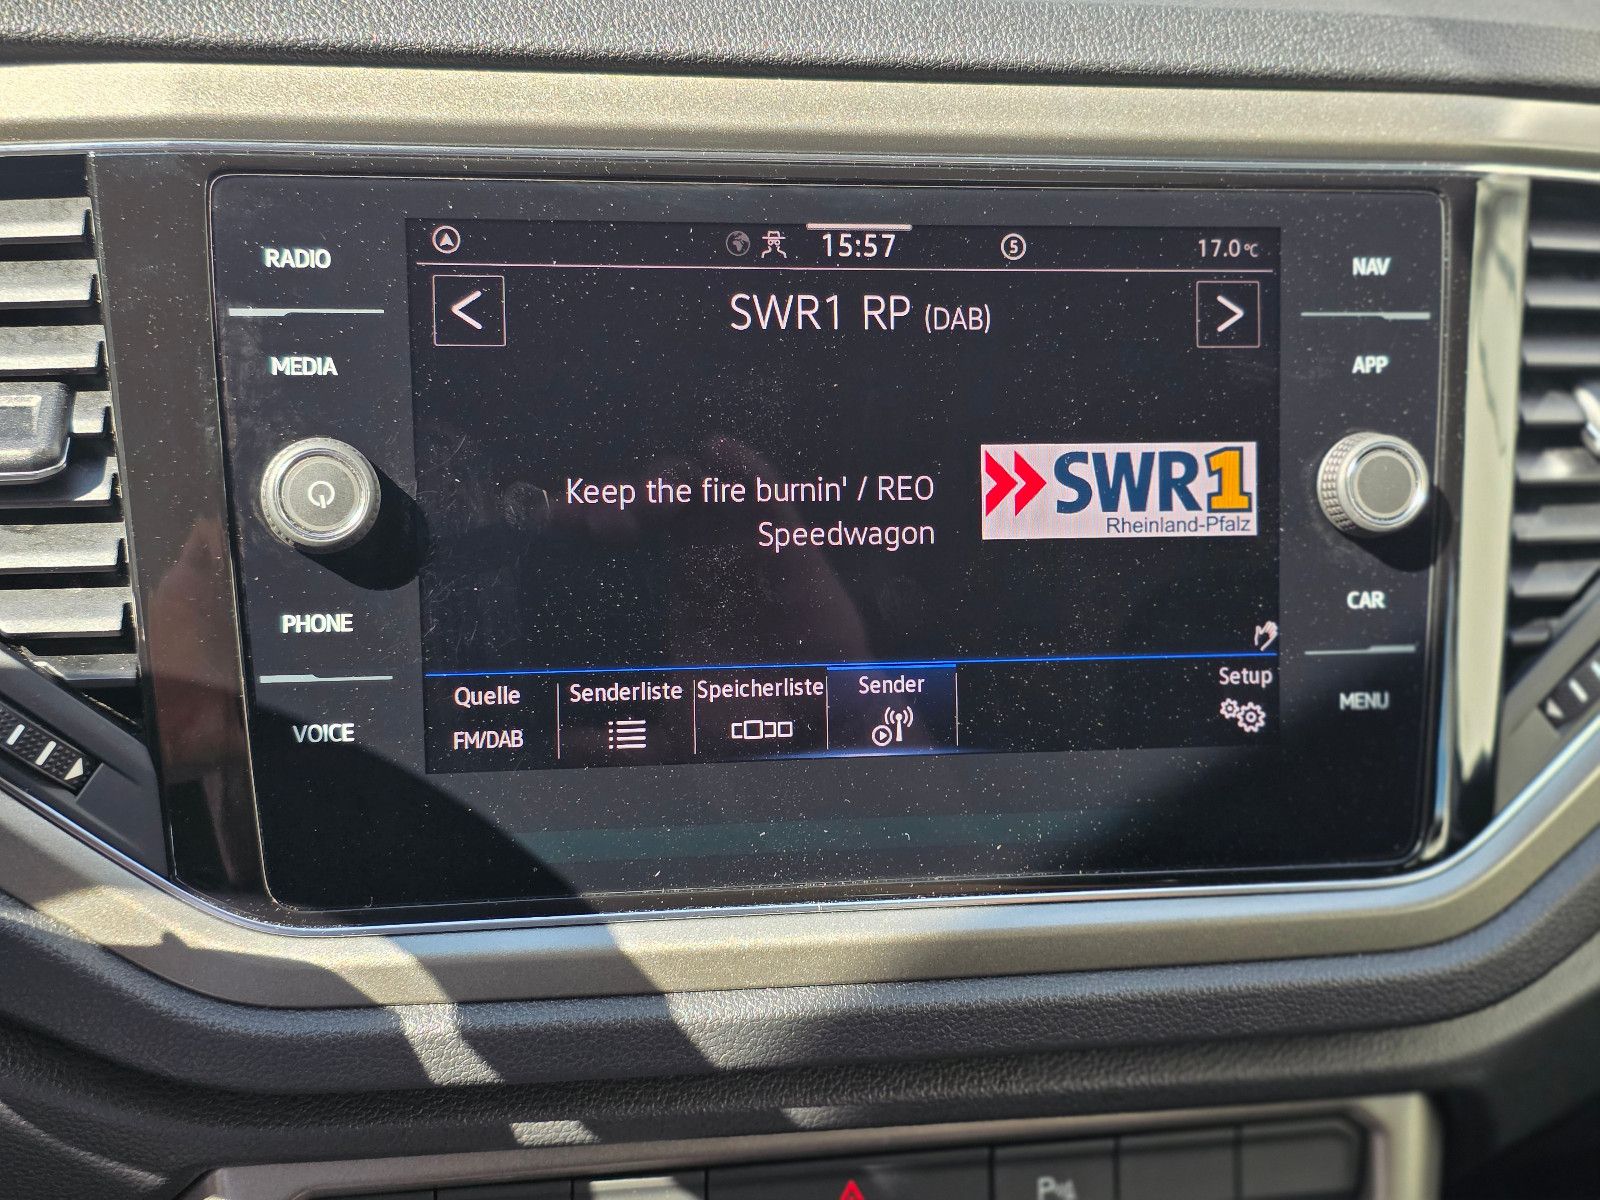 RADIO
MEDIA
PHONE
VOICE
15:57
5
17.0°C
<
SWR1 RP (DAB)
>
Keep the fire burnin' / REO
Speedwagon
SWR1
Rheinland-Pfalz
Quelle
FM/DAB
Senderliste
Speicherliste
Sender
Setup
NAV
APP
CAR
MENU
P